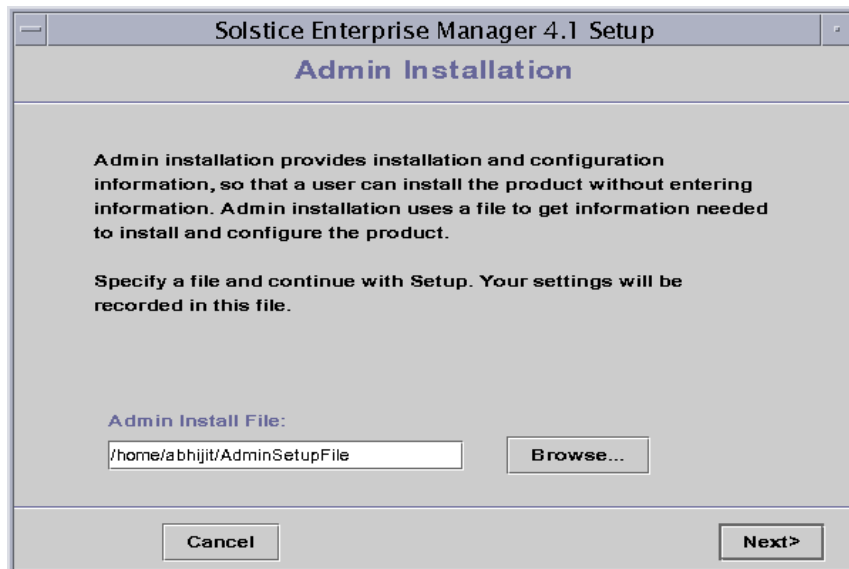 Solstice Enterprise Manager 4.1 Setup
Admin Installation
Admin installation provides installation and configuration
information, so that a user can install the product without entering
information. Admin installation uses a file to get information needed
to install and configure the product.
Specify a file and continue with Setup. Your settings will be
recorded in this file.
Admin Install File:
/home/abhijit/AdminSetupFile
Browse...
Cancel
Next>